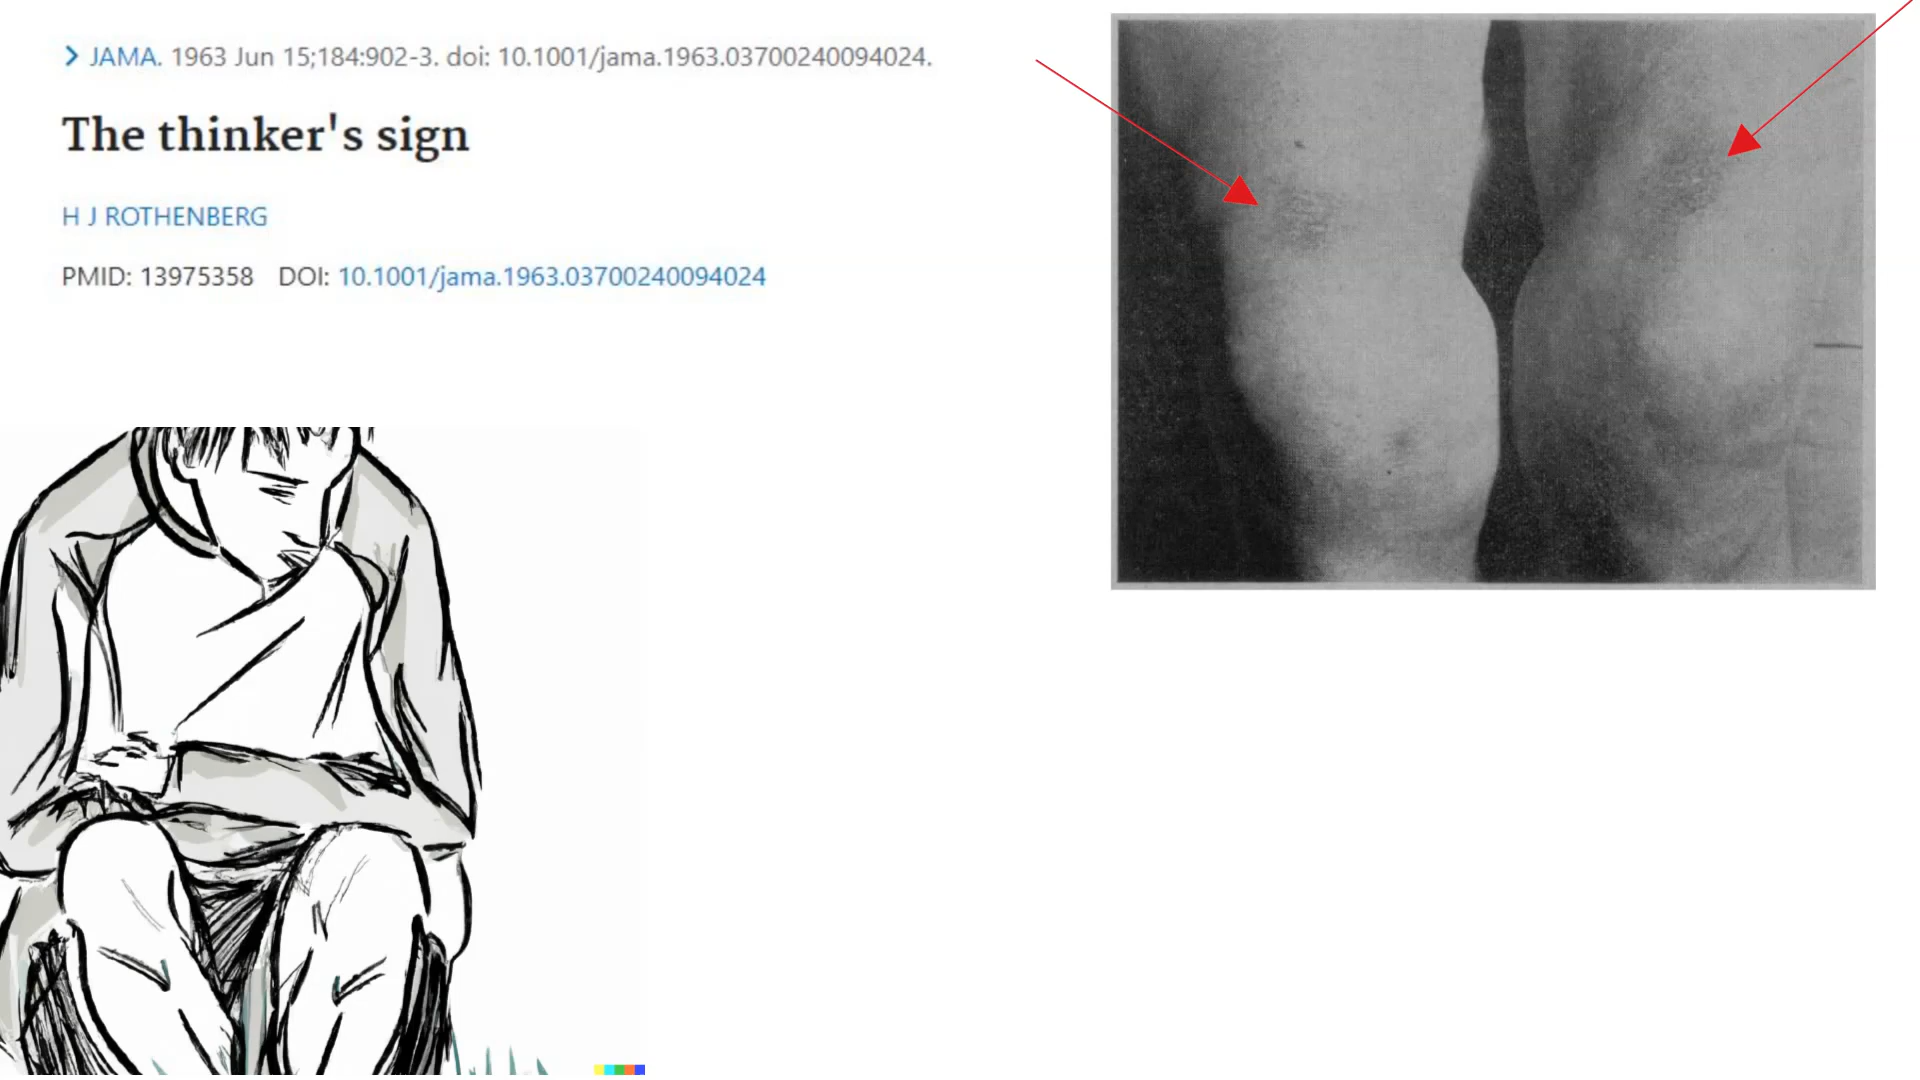 JAMA. 1963 Jun 15;184:902-3. doi: 10.1001/jama.1963.03700240094024.
The thinker's sign
H J ROTHENBERG
PMID: 13975358 DOI: 10.1001/jama.1963.03700240094024